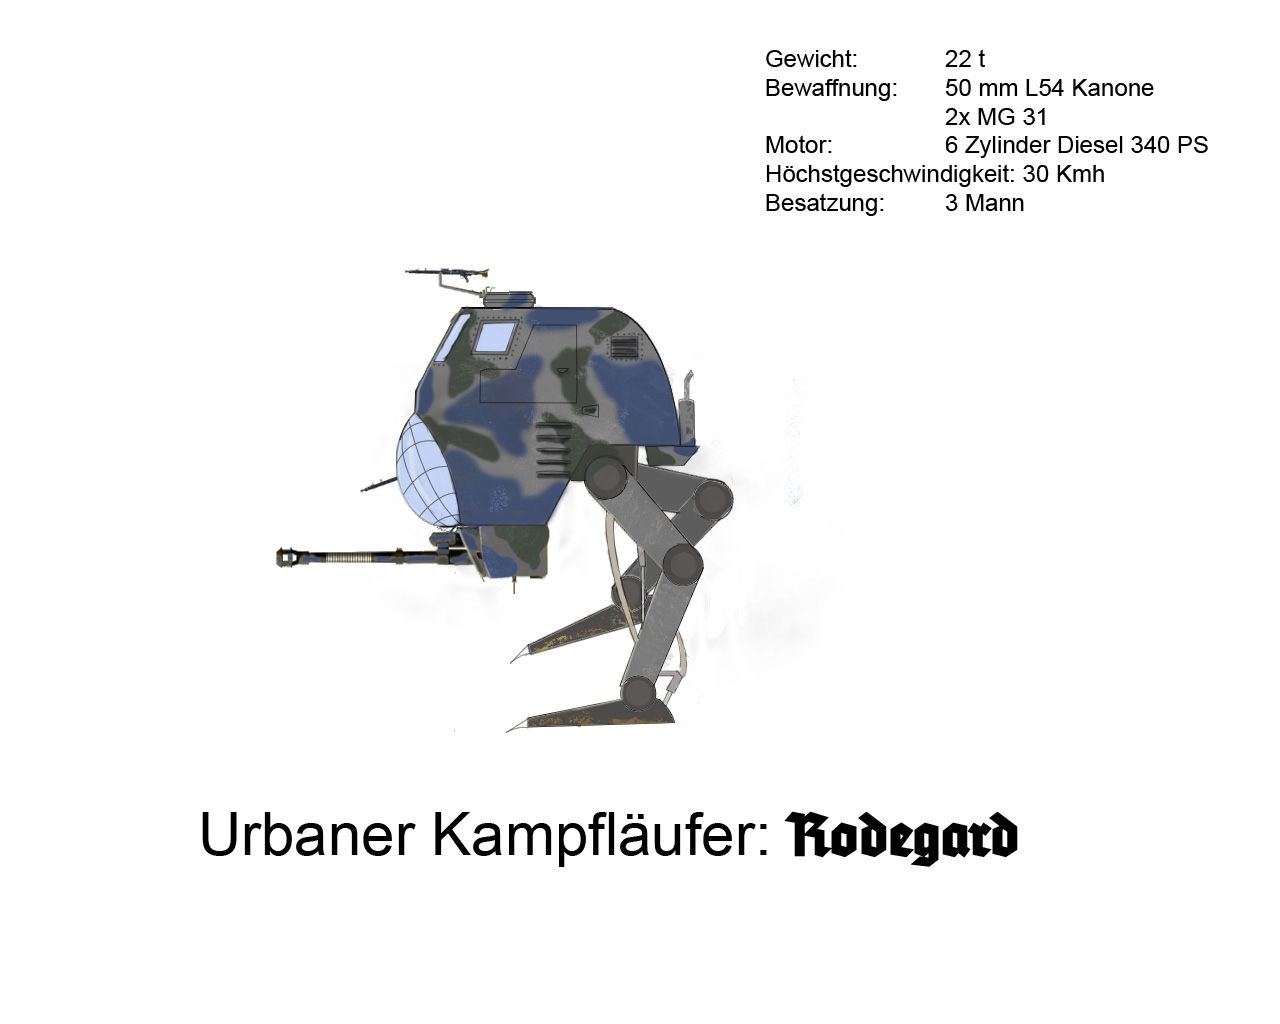 Gewicht: 22 t
Bewaffnung: 50 mm L54 Kanone
2x MG 31
Motor: 6 Zylinder Diesel 340 PS
Höchstgeschwindigkeit: 30 Kmh
Besatzung: 3 Mann
Urbaner Kampfläufer: Rodegard